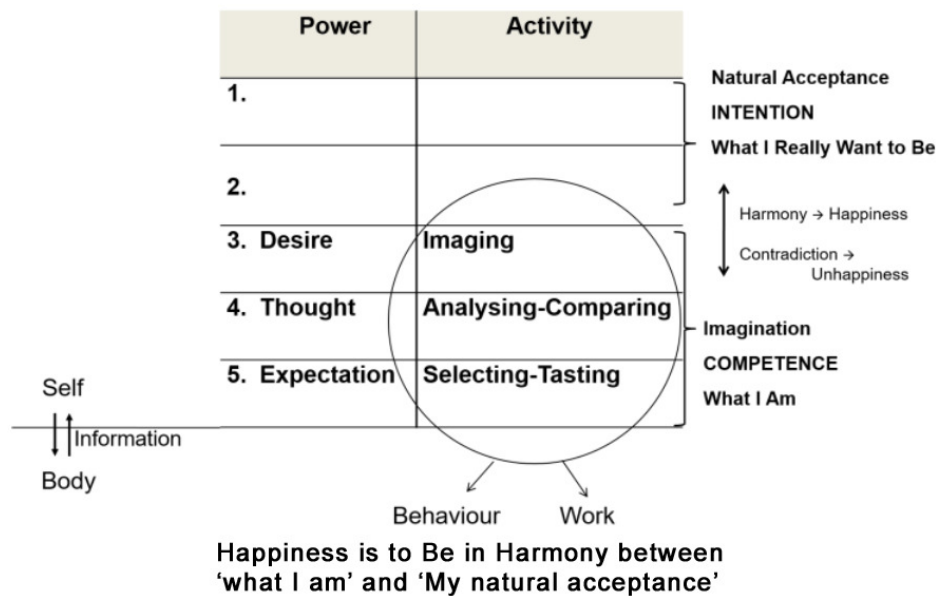 Power Activity
1.
2.
3. Desire Imaging
4. Thought Analysing-Comparing
5. Expectation Selecting-Tasting
Natural Acceptance
INTENTION
What I Really Want to Be
Harmony → Happiness
Contradiction →
Unhappiness
Imagination
COMPETENCE
What I Am
Self
Information
Body
Behaviour Work
Happiness is to Be in Harmony between
‘what I am’ and ‘My natural acceptance’